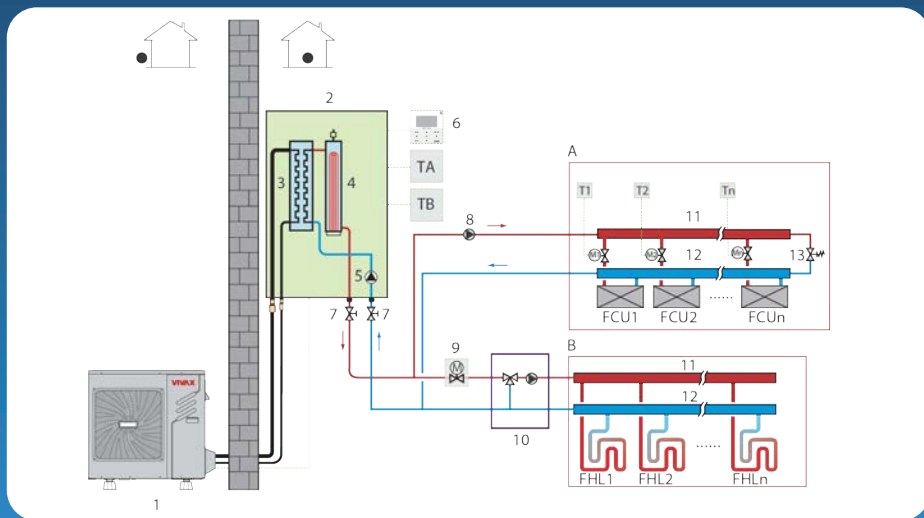 2
6
TA
TB
3
4
5
7
7
8
A
T1
T2
Tn
11
M1
M2
12
13
FCU1
FCU2
......
FCUn
9
M
10
B
11
12
FHL1
FHL2
......
FHLn
VIVAX
1